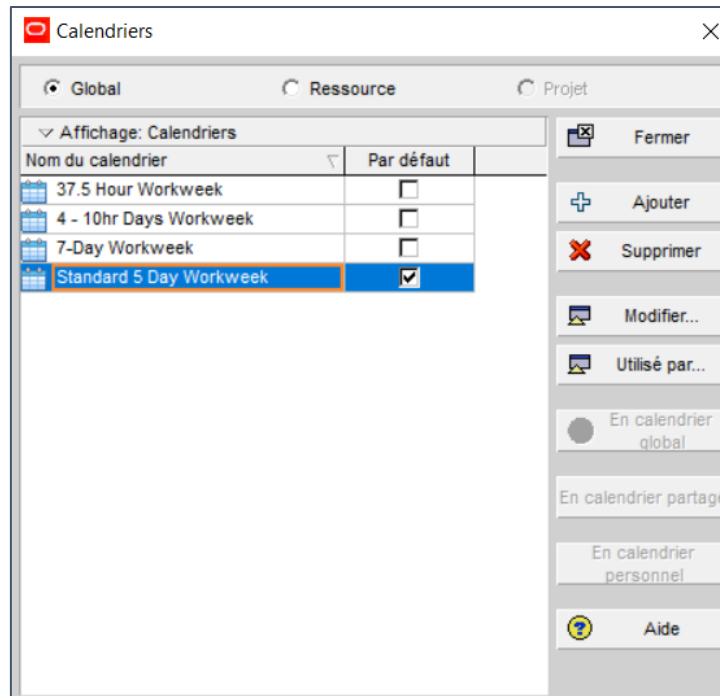 Calendriers
Global
Ressource
Projet
Affichage: Calendriers
Nom du calendrier
Par défaut
37.5 Hour Workweek
4 - 10hr Days Workweek
7-Day Workweek
Standard 5 Day Workweek
Fermer
Ajouter
Supprimer
Modifier...
Utilisé par...
En calendrier
global
En calendrier partag
En calendrier
personnel
Aide